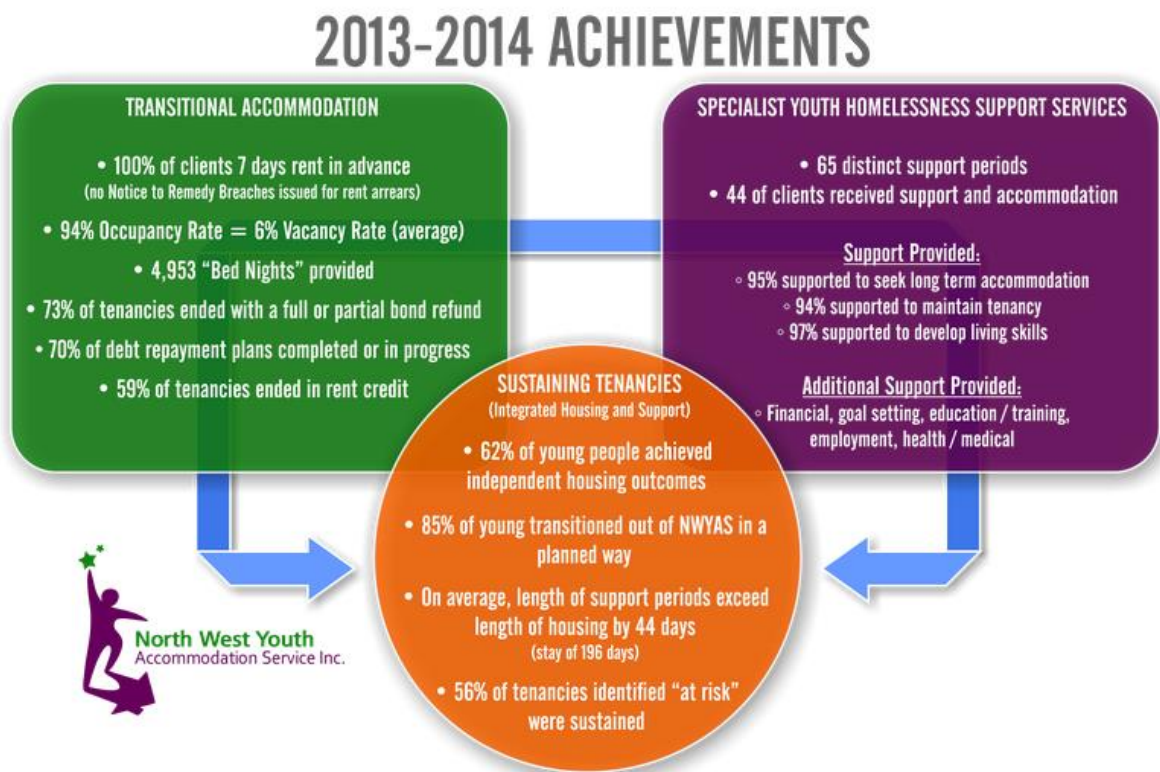 2013-2014 ACHIEVEMENTS
TRANSITIONAL ACCOMMODATION
• 100% of clients 7 days rent in advance
(no Notice to Remedy Breaches issued for rent arrears)
• 94% Occupancy Rate = 6% Vacancy Rate (average)
• 4,953 “Bed Nights” provided
• 73% of tenancies ended with a full or partial bond refund
• 70% of debt repayment plans completed or in progress
• 59% of tenancies ended in rent credit
SPECIALIST YOUTH HOMELESSNESS SUPPORT SERVICES
• 65 distinct support periods
• 44 of clients received support and accommodation
Support Provided:
◦ 95% supported to seek long term accommodation
◦ 94% supported to maintain tenancy
◦ 97% supported to develop living skills
Additional Support Provided:
◦ Financial, goal setting, education / training,
employment, health / medical
SUSTAINING TENANCIES
(Integrated Housing and Support)
• 62% of young people achieved
independent housing outcomes
• 85% of young transitioned out of NWYAS in a
planned way
• On average, length of support periods exceed
length of housing by 44 days
(stay of 196 days)
• 56% of tenancies identified “at risk”
were sustained
North West Youth
Accommodation Service Inc.